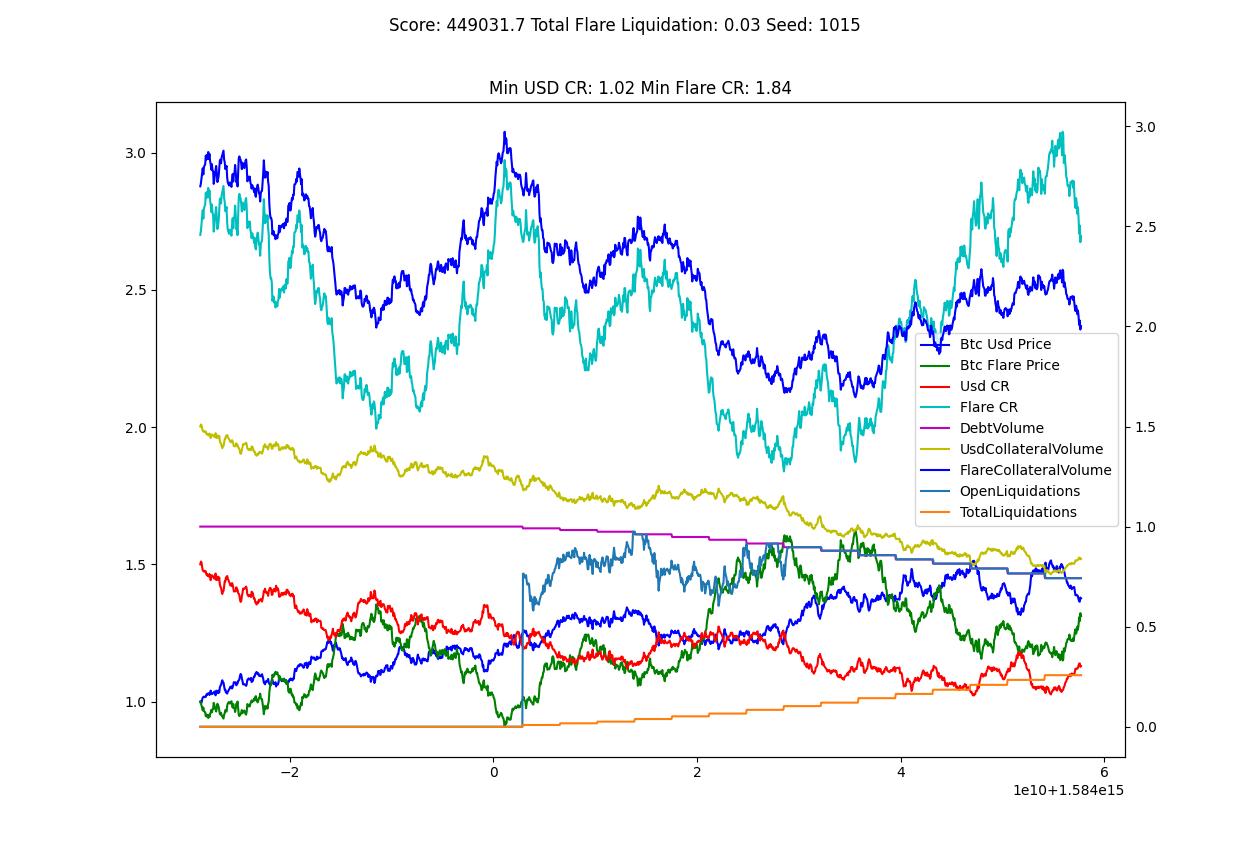 Score: 449031.7 Total Flare Liquidation: 0.03 Seed: 1015
Min USD CR: 1.02 Min Flare CR: 1.84
3.0
2.5
2.0
1.5
1.0
3.0
2.5
2.0
1.5
1.0
0.5
0.0
Btc Usd Price
Btc Flare Price
Usd CR
Flare CR
DebtVolume
UsdCollateralVolume
FlareCollateralVolume
OpenLiquidations
TotalLiquidations
−2 0 2 4 6
1e10+1.584e15